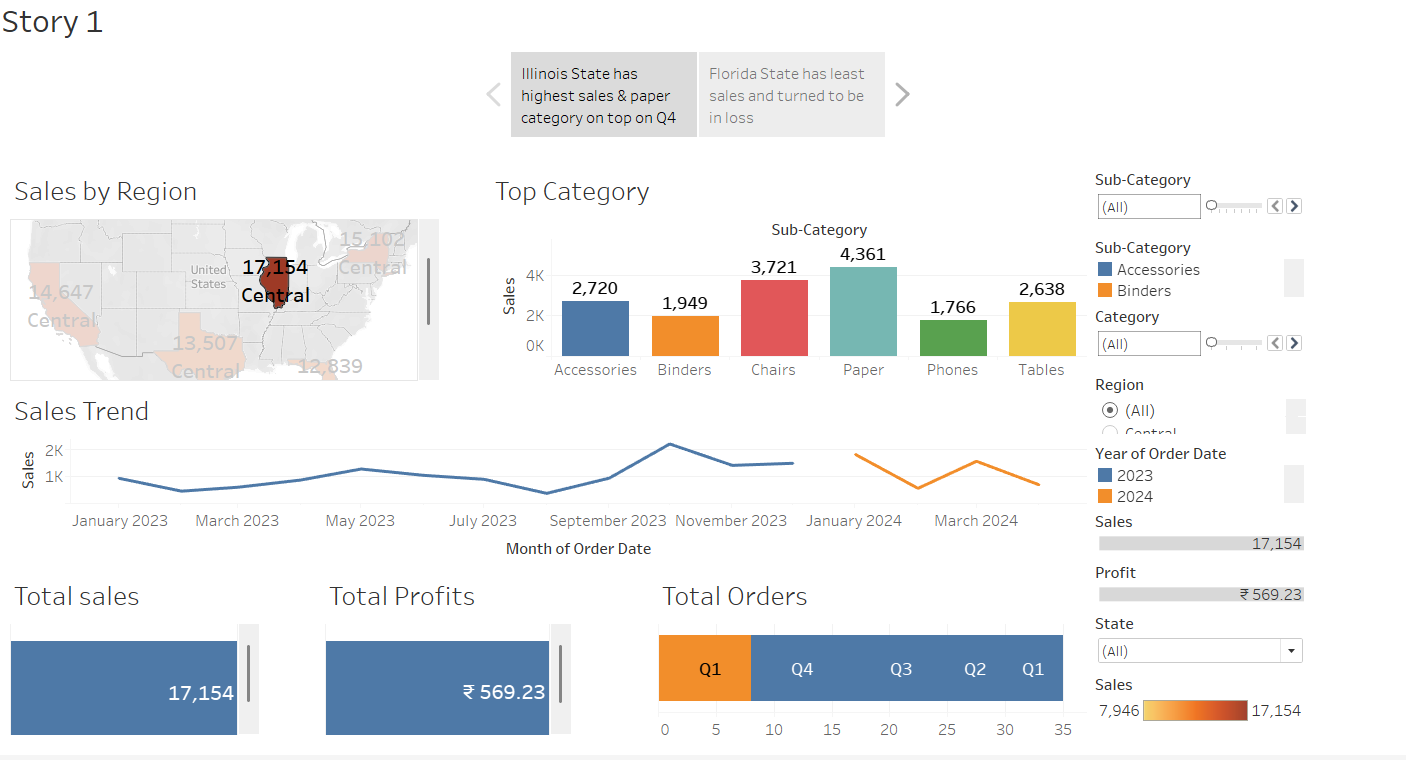 Story 1
Illinois State has
highest sales & paper
category on top on Q4
Florida State has least
sales and turned to be
in loss
Sales by Region
United
States
17,154
Central
15,102
Central
14,647
Central
13,507
Central
12,839
Top Category
Sub-Category
Sales
4K
2K
0K
2,720
1,949
3,721
4,361
1,766
2,638
Accessories
Binders
Chairs
Paper
Phones
Tables
Sales Trend
Sales
2K
1K
January 2023
March 2023
May 2023
July 2023
September 2023
November 2023
January 2024
March 2024
Month of Order Date
Total sales
17,154
Total Profits
₹ 569.23
Total Orders
Q1
Q4
Q3
Q2
Q1
0
5
10
15
20
25
30
35
Sub-Category
(All)
Sub-Category
Accessories
Binders
Category
(All)
Region
(All)
Central
Year of Order Date
2023
2024
Sales
17,154
Profit
₹ 569.23
State
(All)
Sales
7,946
17,154